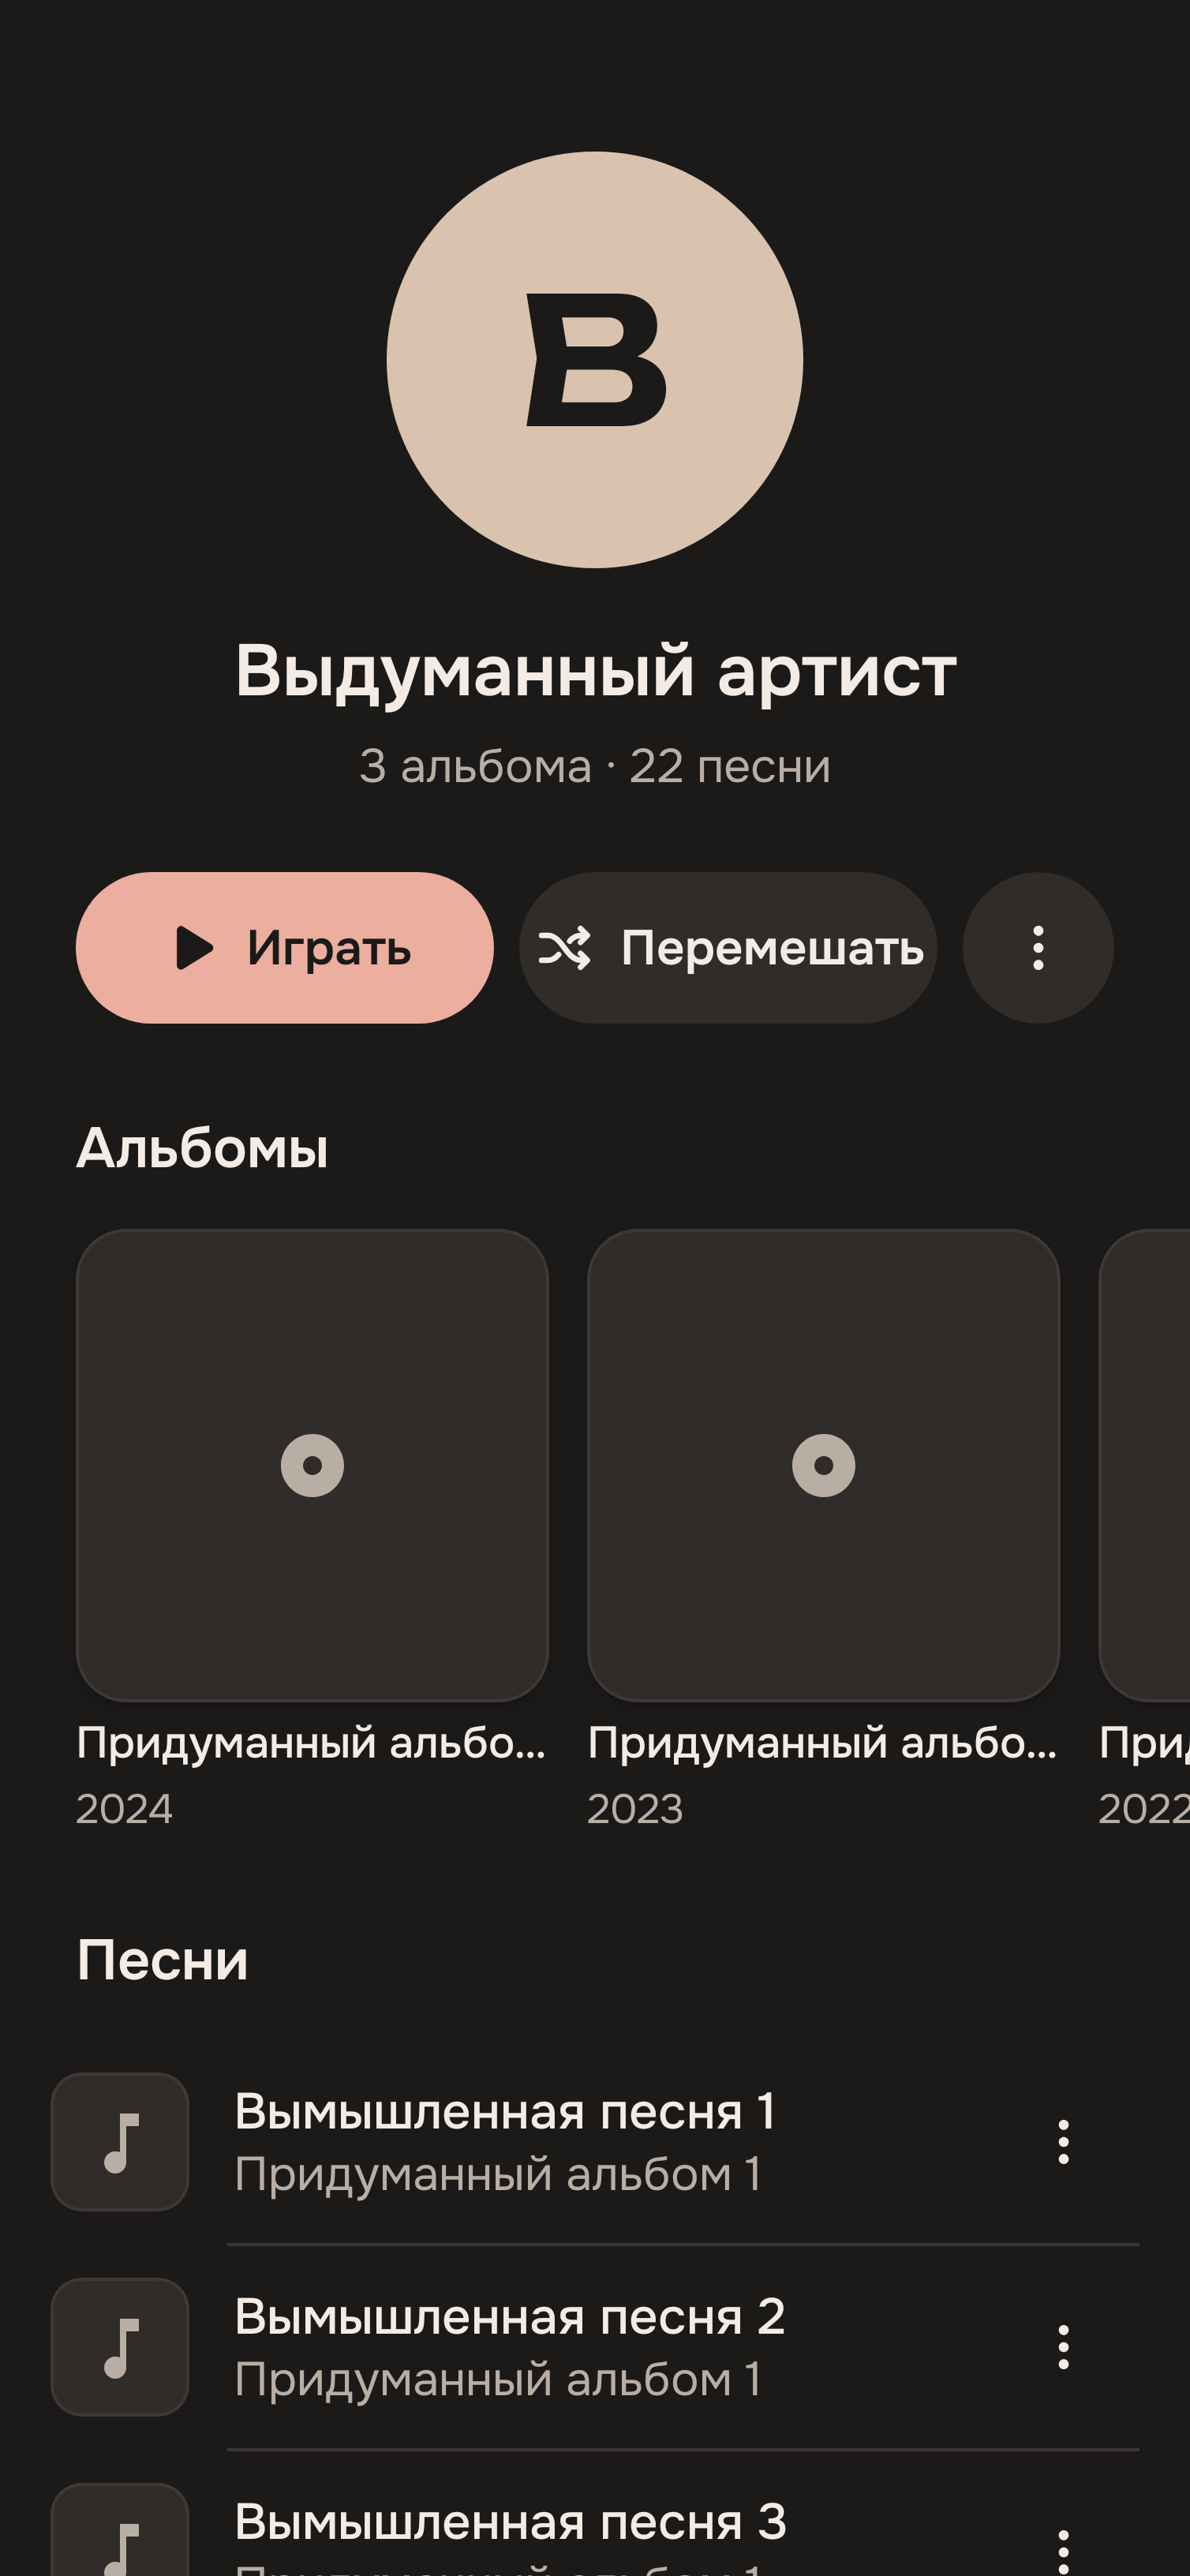 B
Выдуманный артист
3 альбома · 22 песни
Играть
Перемешать
Альбомы
Придуманный альбо...
2024
Придуманный альбо...
2023
2022
Песни
Вымышленная песня 1
Придуманный альбом 1
Вымышленная песня 2
Придуманный альбом 1
Вымышленная песня 3